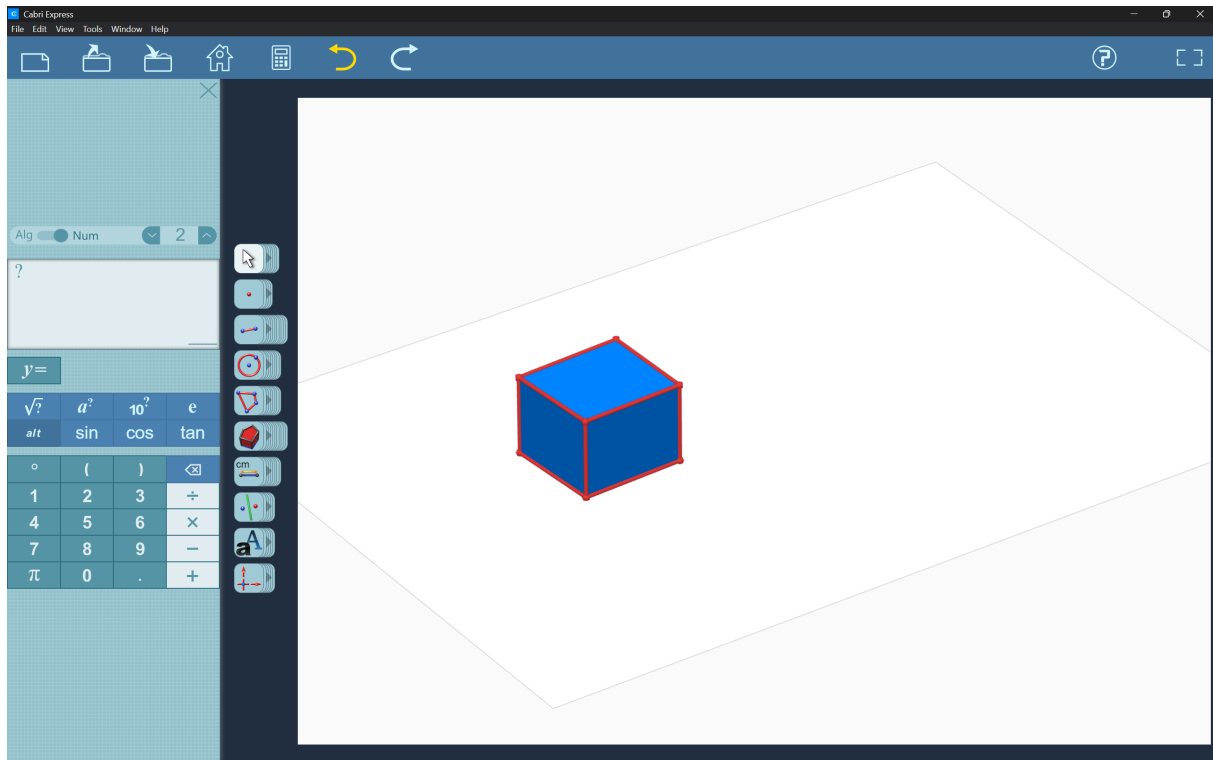 Cabri Express
File Edit View Tools Window Help
Alg Num 2
?
y=
√? a? 10? e
alt sin cos tan
° ( )
1 2 3 ÷
4 5 6 ×
7 8 9 −
π 0 . +
cm
aA